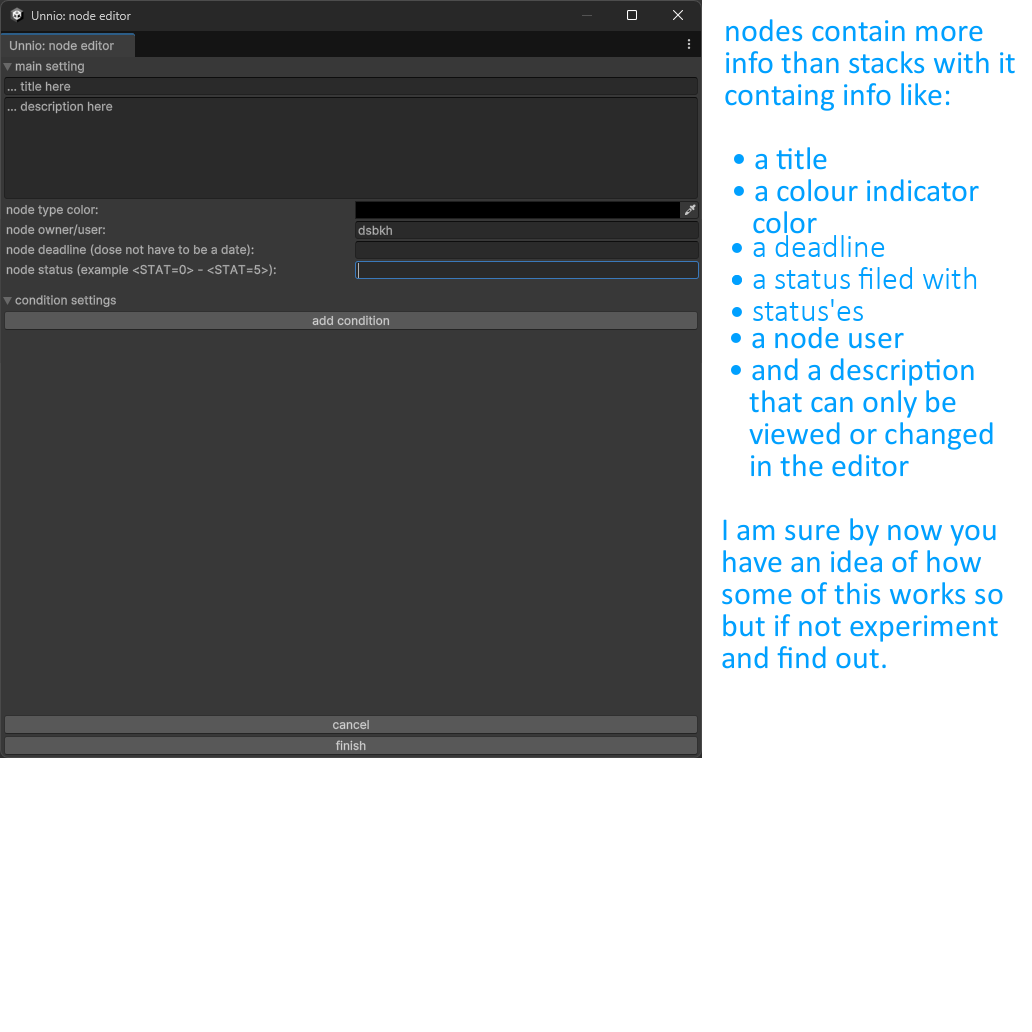 Unnio: node editor
Unnio: node editor
main setting
... title here
... description here
node type color:
node owner/user: dsbkh
node deadline (dose not have to be a date):
node status (example <STAT=0> - <STAT=5>):
condition settings
add condition
cancel
finish
nodes contain more
info than stacks with it
containg info like:
• a title
• a colour indicator
color
• a deadline
• a status filed with
• status'es
• a node user
• and a description
that can only be
viewed or changed
in the editor
I am sure by now you
have an idea of how
some of this works so
but if not experiment
and find out.